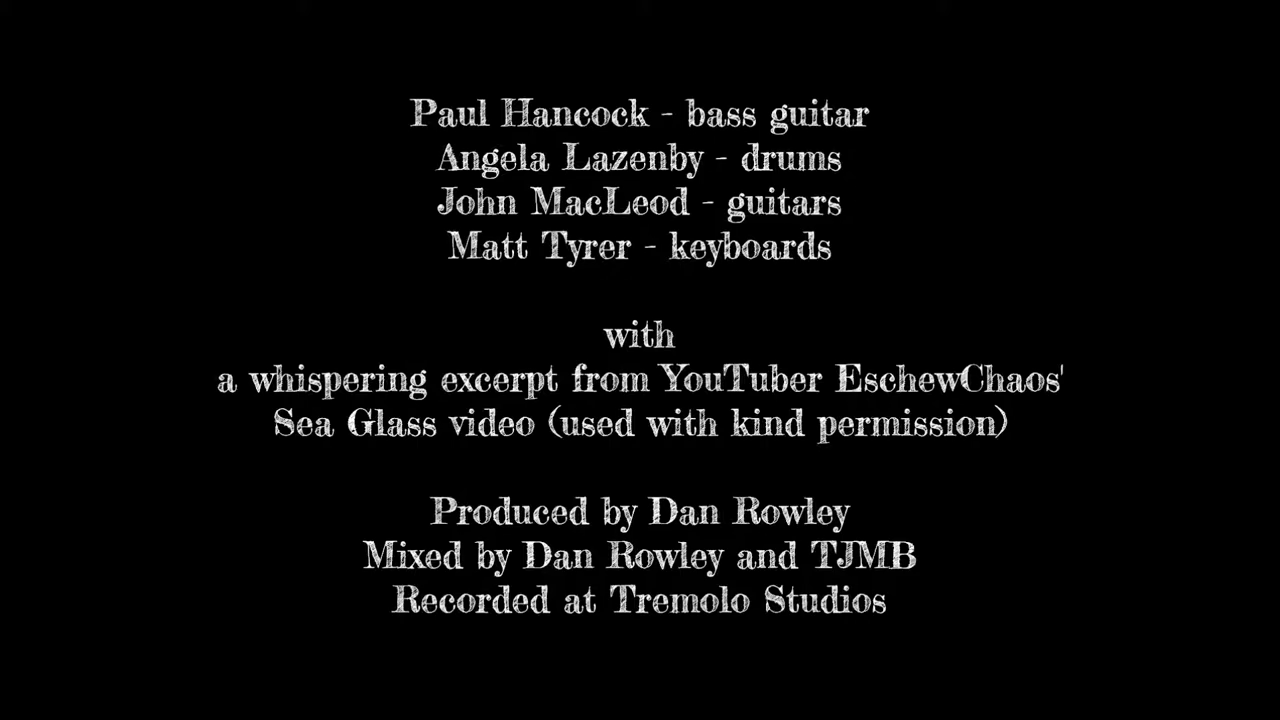 Paul Hancock - bass guitar
Angela Lazenby - drums
John MacLeod - guitars
Matt Tyrer - keyboards
with
a whispering excerpt from YouTuber EschewChaos'
Sea Glass video (used with kind permission)
Produced by Dan Rowley
Mixed by Dan Rowley and TJMB
Recorded at Tremolo Studios